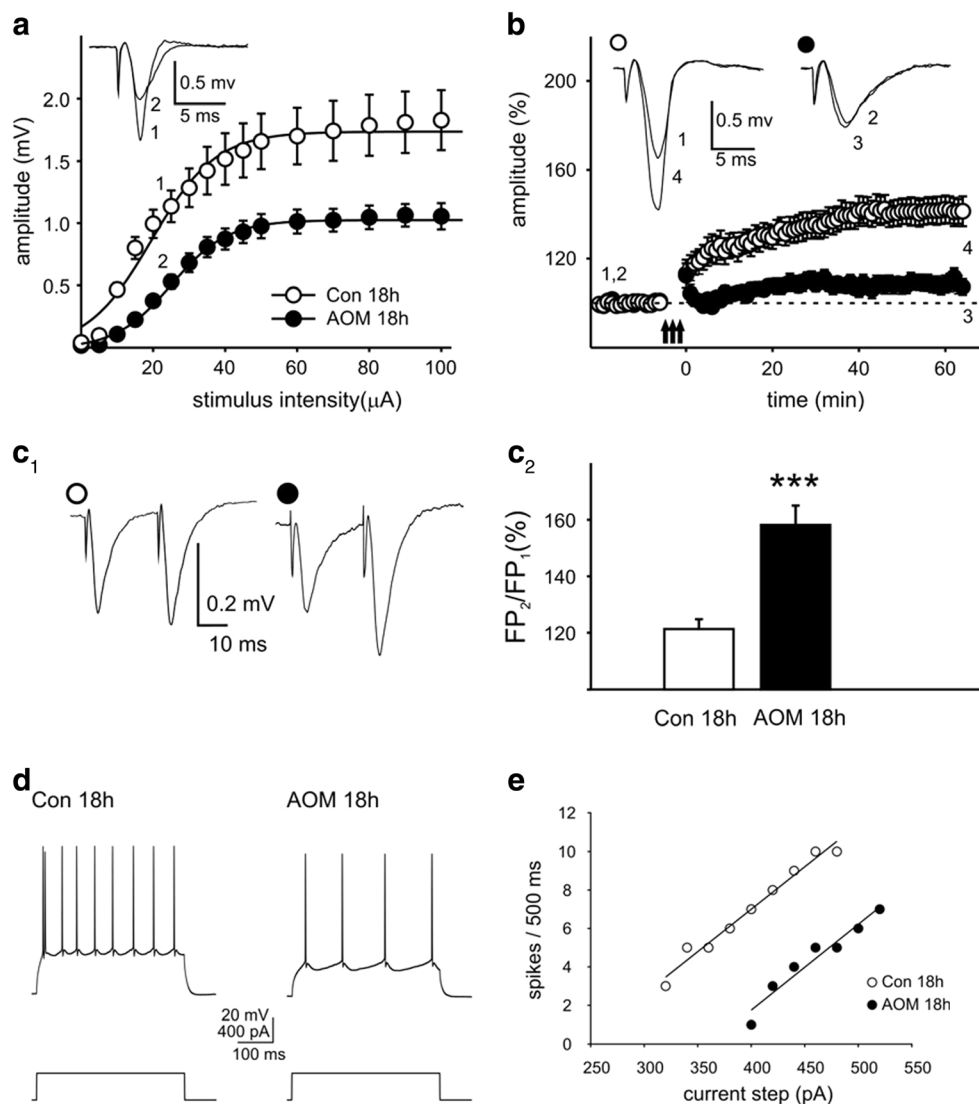 a
amplitude (mV)
2.0
1.5
1.0
0.5
20 40 60 80 100
stimulus intensity(μA)
0.5 mv
5 ms
2
1
1
2
Con 18h
AOM 18h
b
amplitude (%)
200
180
160
140
120
100
0 20 40 60
time (min)
0.5 mv
5 ms
1
4
2
3
1,2
4
3
c1
0.2 mV
10 ms
c2
FP2/FP1(%)
160
140
120
***
Con 18h AOM 18h
d
Con 18h AOM 18h
20 mV
400 pA
100 ms
e
spikes / 500 ms
12
10
8
6
4
2
0
250 300 350 400 450 500 550
current step (pA)
Con 18h
AOM 18h